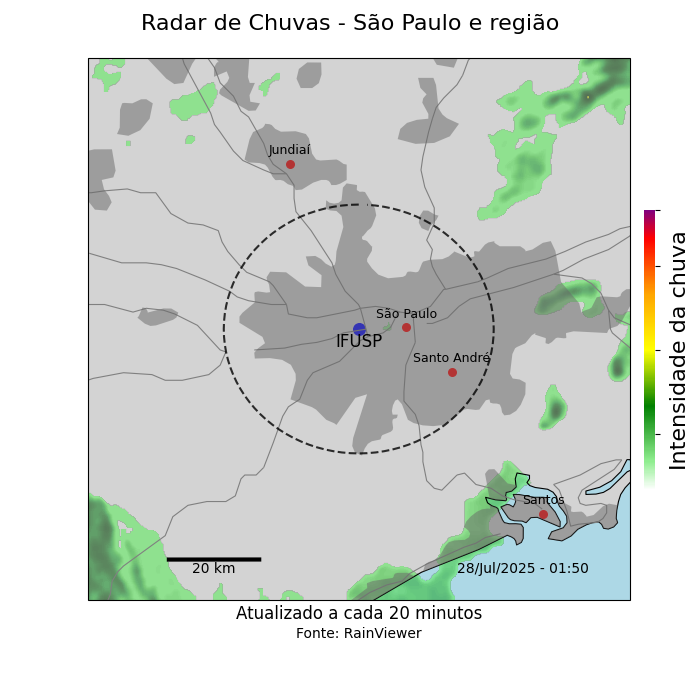 Radar de Chuvas - São Paulo e região
Jundiaí
São Paulo
IFUSP
Santo André
Intensidade da chuva
Santos
20 km
28/Jul/2025 - 01:50
Atualizado a cada 20 minutos
Fonte: RainViewer